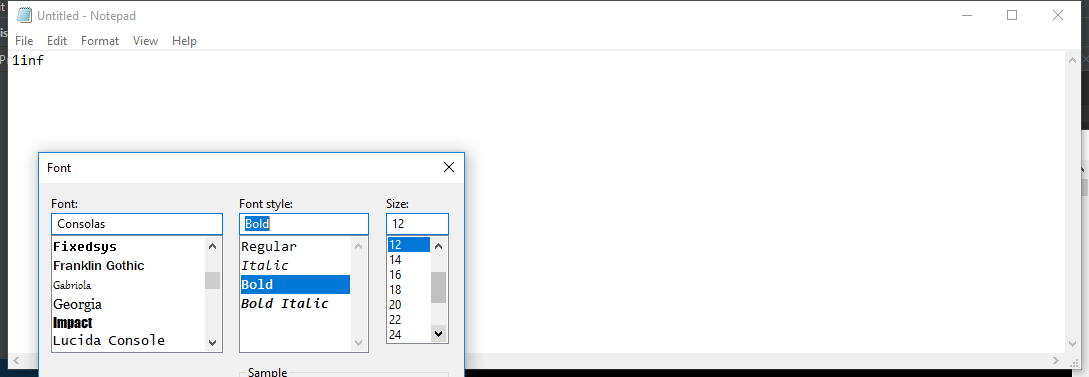 Untitled - Notepad
File Edit Format View Help
1inf
Font
Font: Font style: Size:
Consolas Bold 12
Fixedsys
Franklin Gothic
Gabriola
Georgia
Impact
Lucida Console
Regular
Italic
Bold
Bold Italic
12
14
16
18
20
22
24
Sample